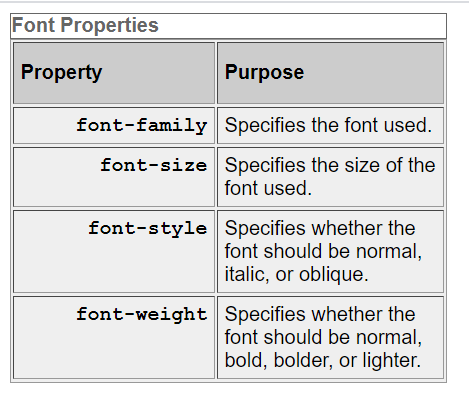 Font Properties
Property Purpose
font-family Specifies the font used.
font-size Specifies the size of the
font used.
font-style Specifies whether the
font should be normal,
italic, or oblique.
font-weight Specifies whether the
font should be normal,
bold, bolder, or lighter.